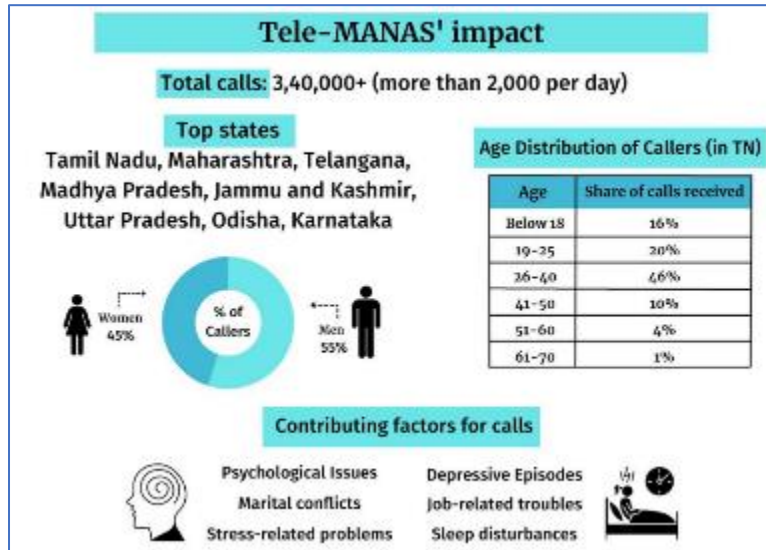 Tele-MANAS' impact
Total calls: 3,40,000+ (more than 2,000 per day)
Top states
Tamil Nadu, Maharashtra, Telangana,
Madhya Pradesh, Jammu and Kashmir,
Uttar Pradesh, Odisha, Karnataka
Women
45%
% of
Callers
Men
55%
Age Distribution of Callers (in TN)
Age Share of calls received
Below 18 16%
19-25 20%
26-40 46%
41-50 10%
51-60 4%
61-70 1%
Contributing factors for calls
Psychological Issues
Marital conflicts
Stress-related problems
Depressive Episodes
Job-related troubles
Sleep disturbances